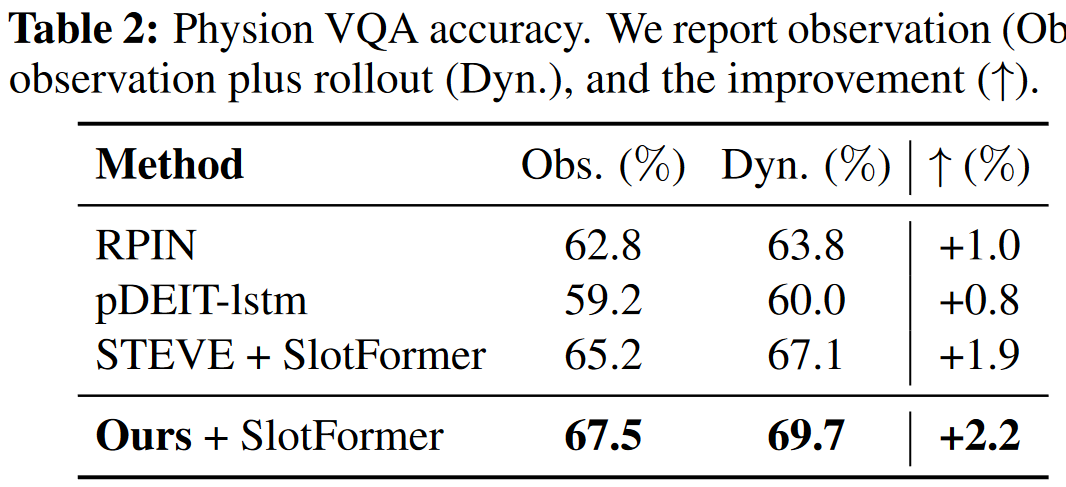 Table 2: Physion VQA accuracy. We report observation (Ob
observation plus rollout (Dyn.), and the improvement (↑).
Method Obs. (%) Dyn. (%) ↑ (%)
RPIN 62.8 63.8 +1.0
pDEIT-lstm 59.2 60.0 +0.8
STEVE + SlotFormer 65.2 67.1 +1.9
Ours + SlotFormer 67.5 69.7 +2.2